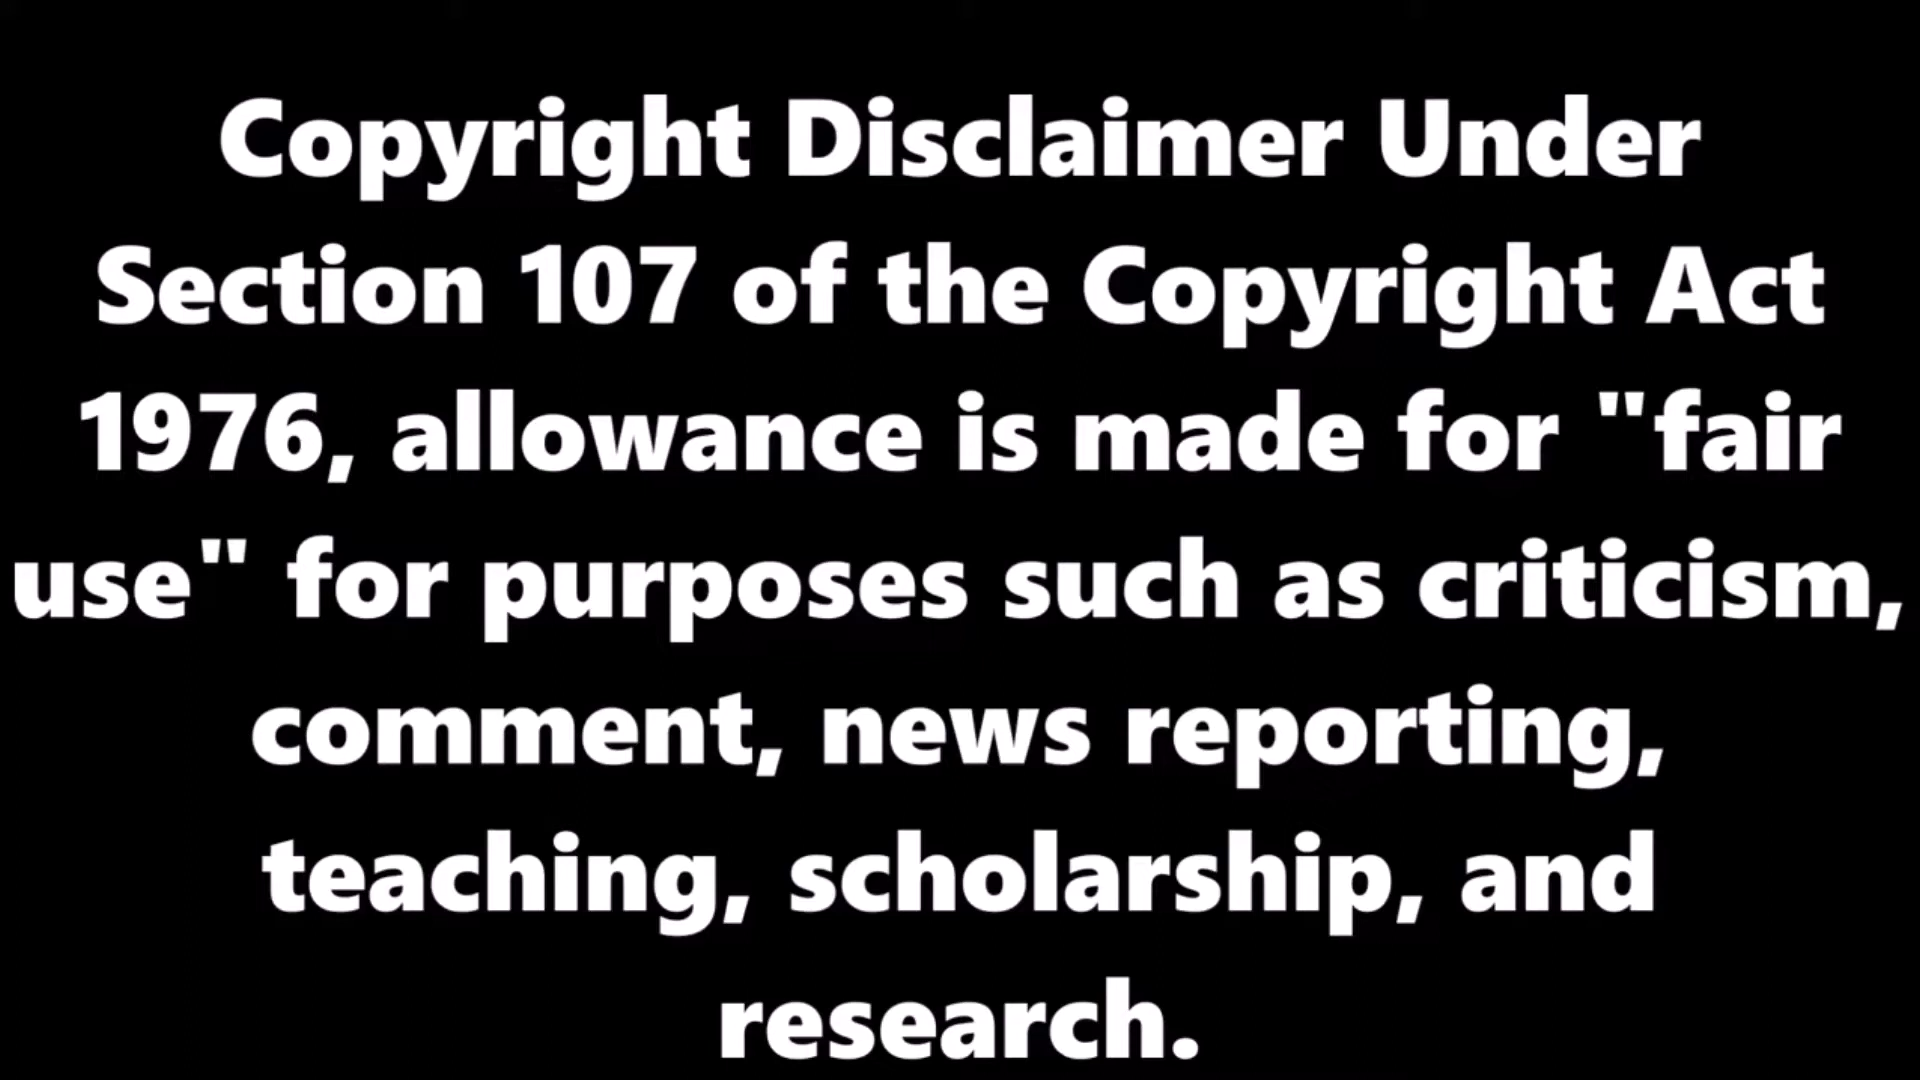 Copyright Disclaimer Under
Section 107 of the Copyright Act
1976, allowance is made for "fair
use" for purposes such as criticism,
comment, news reporting,
teaching, scholarship, and
research.